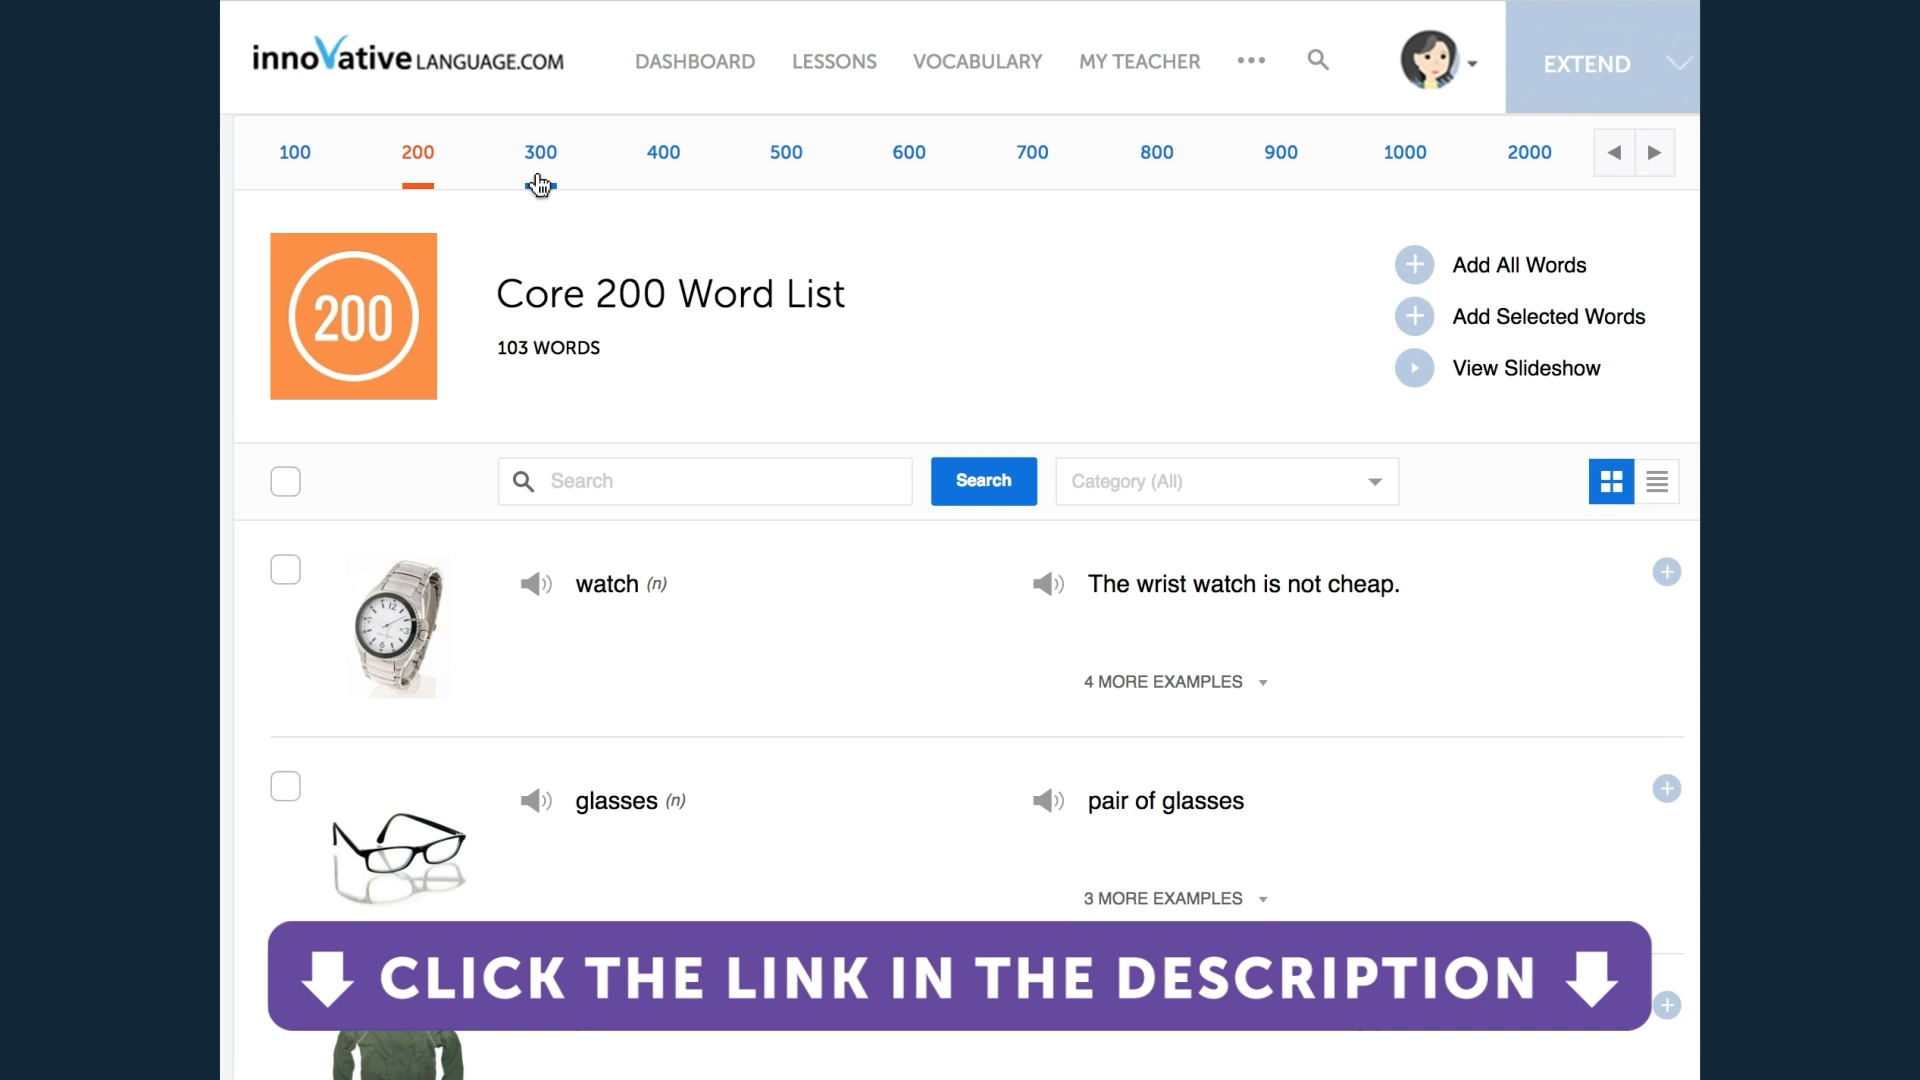 innoVative LANGUAGE.COM
DASHBOARD LESSONS VOCABULARY MY TEACHER ••• EXTEND
100 200 300 400 500 600 700 800 900 1000 2000
200
Core 200 Word List
103 WORDS
Add All Words
Add Selected Words
View Slideshow
Search Search Category (All)
watch (n) The wrist watch is not cheap.
4 MORE EXAMPLES
glasses (n) pair of glasses
3 MORE EXAMPLES
CLICK THE LINK IN THE DESCRIPTION